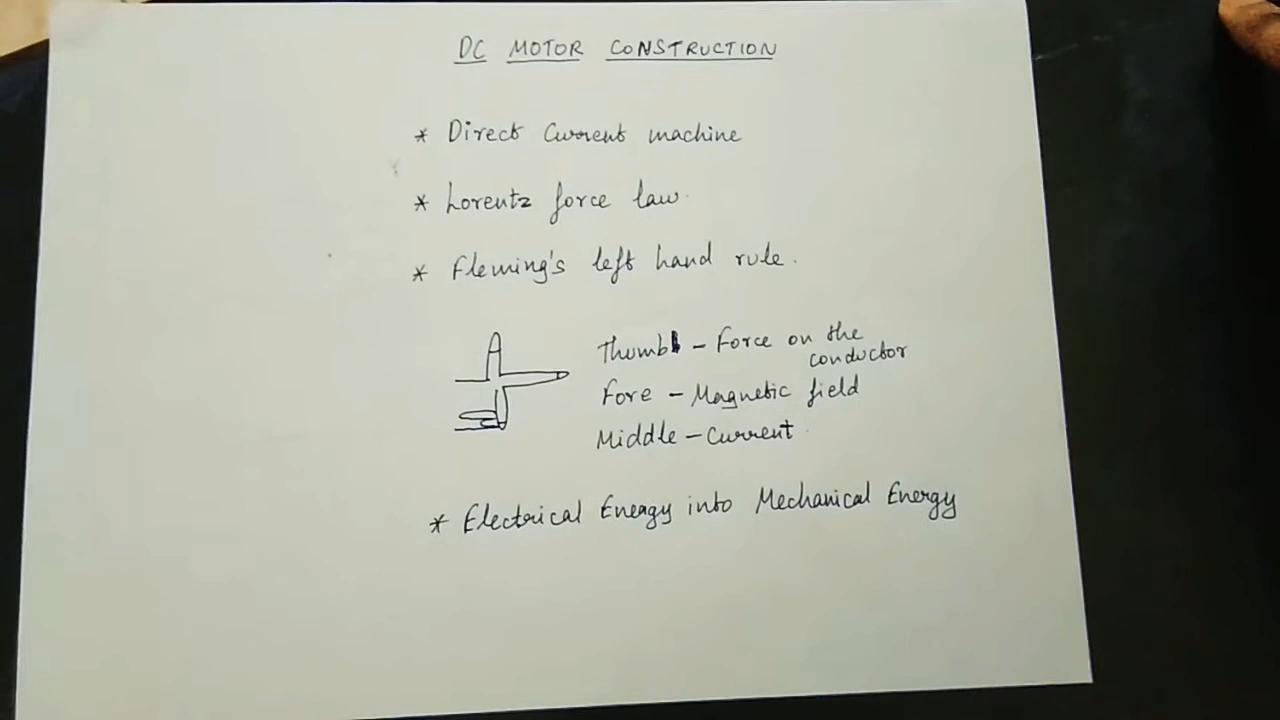 DC MOTOR CONSTRUCTION
* Direct Current machine
* Lorentz force law.
* Fleming's left hand rule.
Thumb - Force on the
conductor
Fore - Magnetic field
Middle - Current
* Electrical Energy into Mechanical Energy